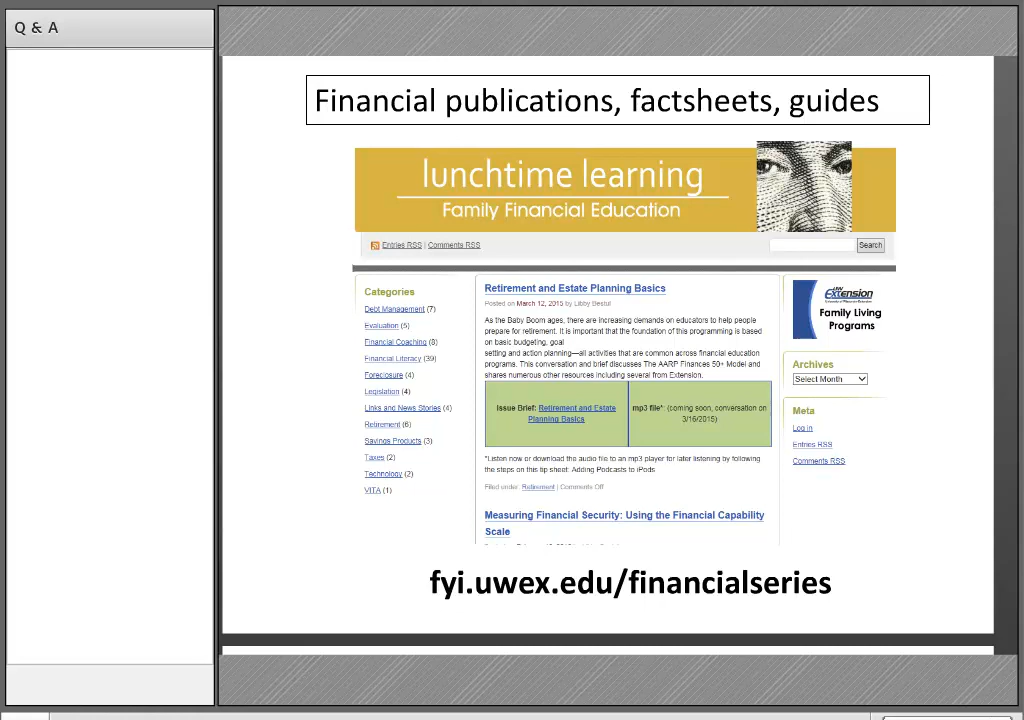 Q & A
Financial publications, factsheets, guides
lunchtime learning
Family Financial Education
Entries RSS | Comments RSS
Search
Categories
Debt Management (7)
Evaluation (5)
Financial Coaching (8)
Financial Literacy (39)
Foreclosure (4)
Legislation (4)
Links and News Stories (4)
Retirement (6)
Savings Products (3)
Taxes (2)
Technology (2)
VITA (1)
Retirement and Estate Planning Basics
Posted on March 12, 2015 by Libby Bestul
As the Baby Boom ages, there are increasing demands on educators to help people
prepare for retirement. It is important that the foundation of this programming is based
on basic budgeting, goal
setting and action planning—all activities that are common across financial education
programs. This conversation and brief discusses The AARP Finances 50+ Model and
shares numerous other resources including several from Extension.
Issue Brief: Retirement and Estate
Planning Basics
mp3 file*: (coming soon, conversation on
3/16/2015)
*Listen now or download the audio file to an mp3 player for later listening by following
the steps on this tip sheet: Adding Podcasts to iPods
Filed under: Retirement | Comments Off
Measuring Financial Security: Using the Financial Capability
Scale
UW
Extension
Family Living
Programs
Archives
Select Month
Meta
Log in
Entries RSS
Comments RSS
fyi.uwex.edu/financialseries